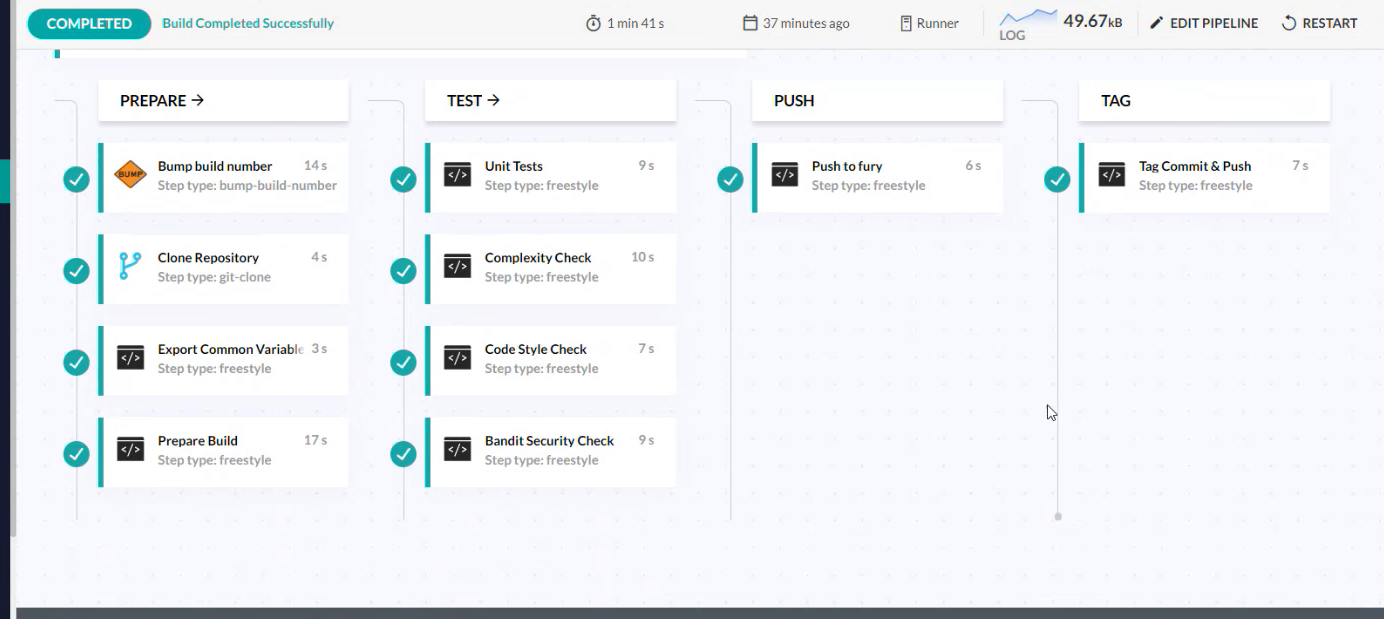 COMPLETED
Build Completed Successfully
1 min 41 s
37 minutes ago
Runner
LOG
49.67kB
EDIT PIPELINE
RESTART
PREPARE →
Bump build number 14 s
BUMP
Step type: bump-build-number
Clone Repository 4 s
Step type: git-clone
Export Common Variable 3 s
</>
Step type: freestyle
Prepare Build 17 s
</>
Step type: freestyle
TEST →
Unit Tests 9 s
</>
Step type: freestyle
Complexity Check 10 s
</>
Step type: freestyle
Code Style Check 7 s
</>
Step type: freestyle
Bandit Security Check 9 s
</>
Step type: freestyle
PUSH
Push to fury 6 s
</>
Step type: freestyle
TAG
Tag Commit & Push 7 s
</>
Step type: freestyle